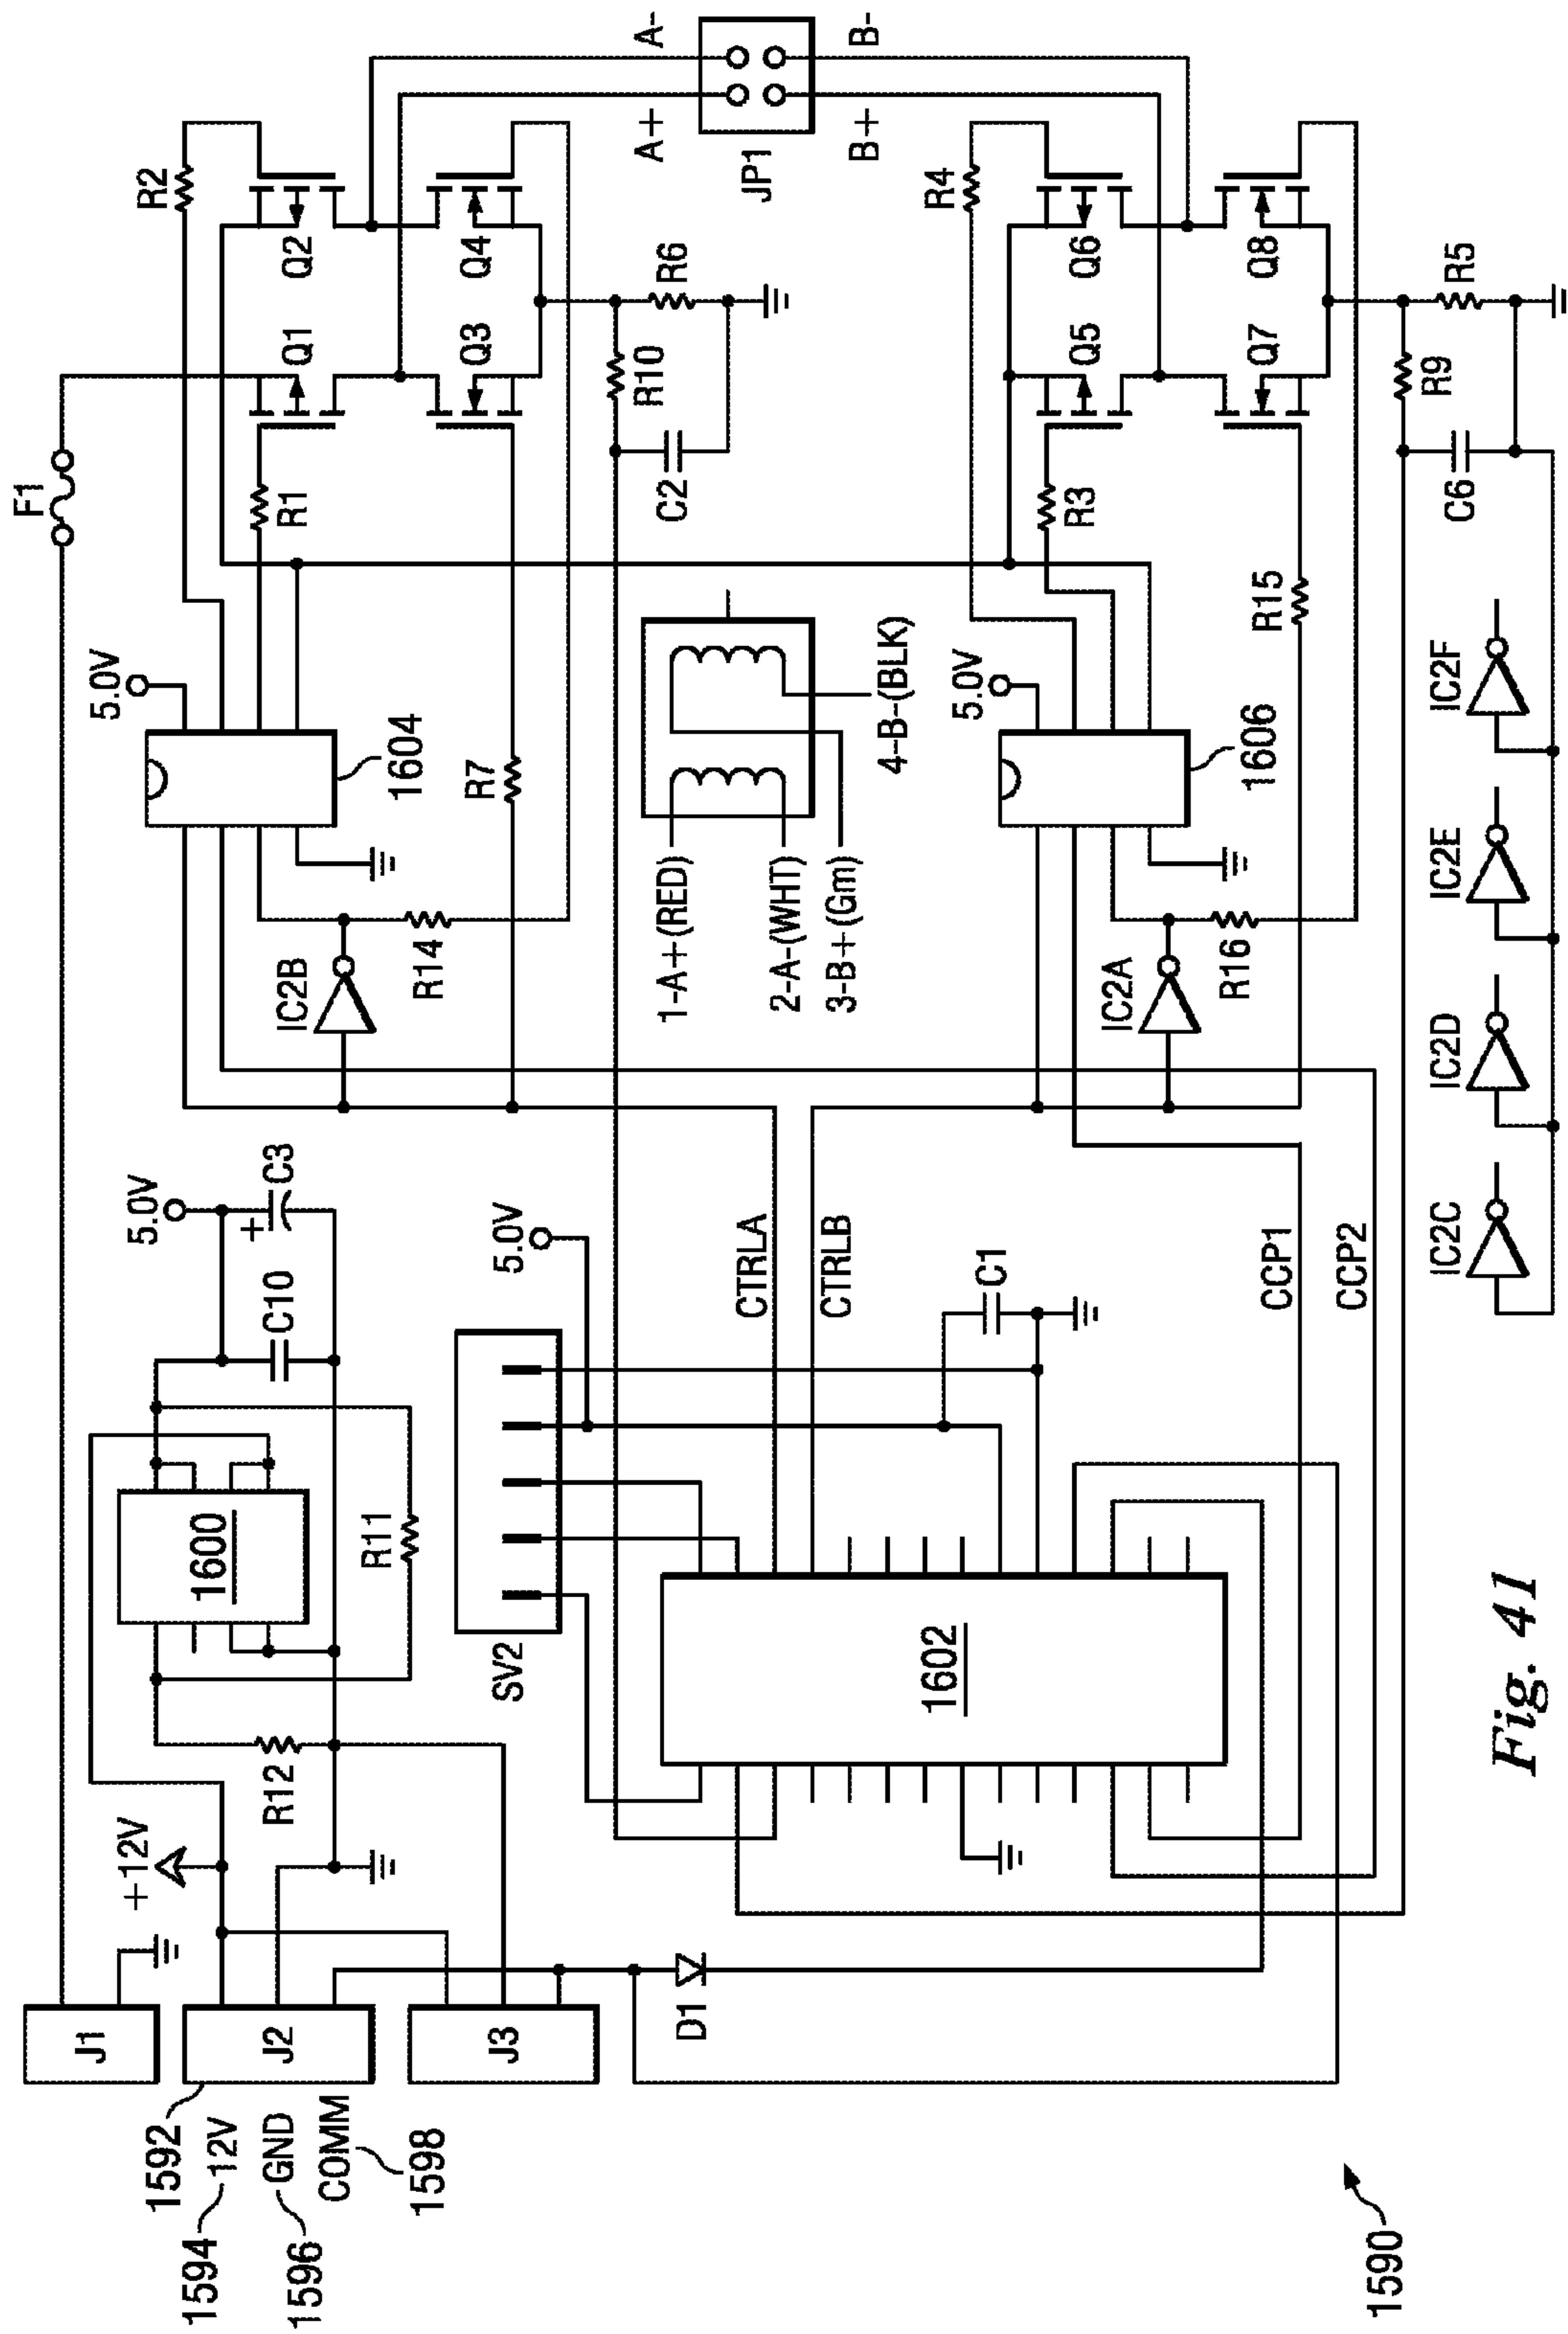 J1
F1
1592
1594
12V
J2
1596
GND
COMM
1598
J3
+12V
R12
1600
R11
C10
5.0V
+
C3
5.0V
1604
R2
R1
Q1
Q2
Q3
Q4
A-
A+
JP1
B+
B-
IC2B
R14
R7
R10
R6
C2
SV2
5.0V
CTRLA
CTRLB
C1
1602
CCP1
CCP2
D1
1-A+(RED)
2-A-(WHT)
3-B+(Gm)
4-B-(BLK)
5.0V
1606
IC2A
R16
R15
R4
R3
Q5
Q6
Q7
Q8
R9
R5
C6
IC2C
IC2D
IC2E
IC2F
1590
Fig. 41